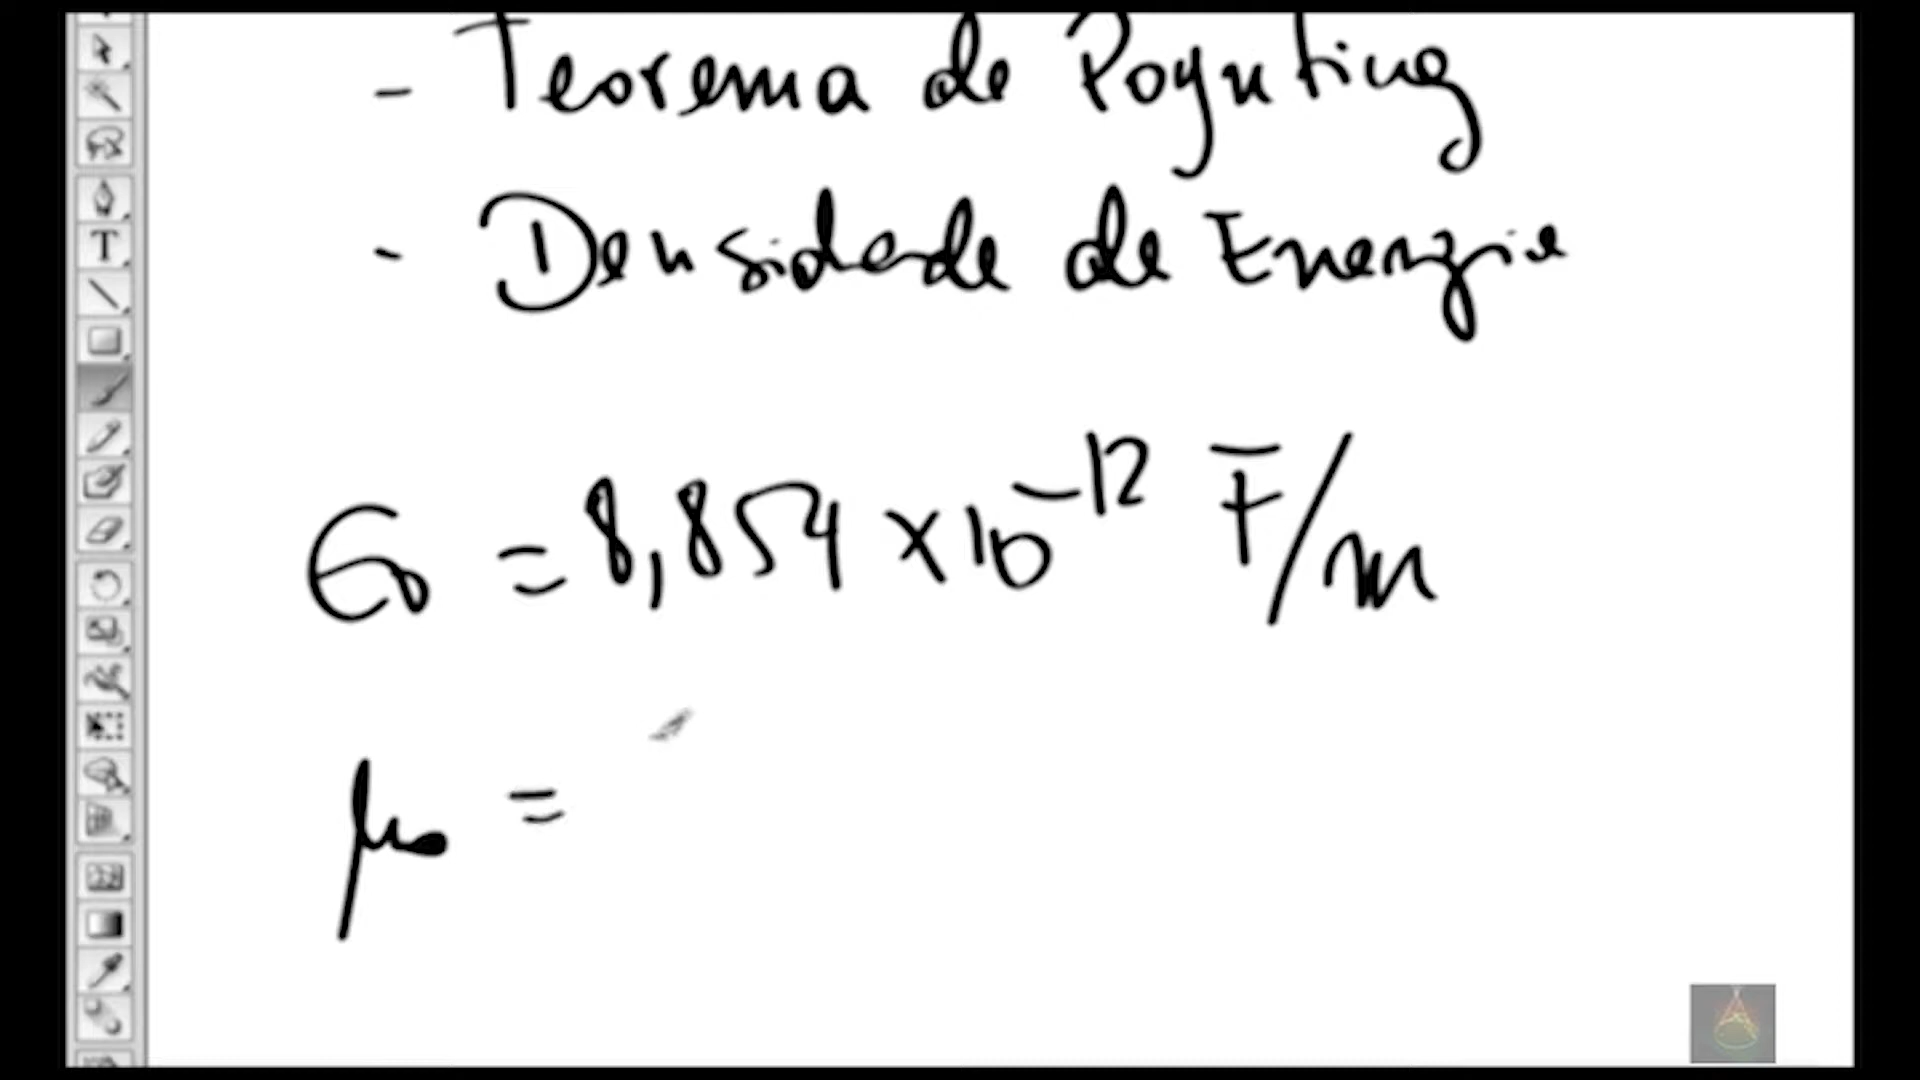 - Teorema de Poynting
- Densidade de Energia
ϵ₀ = 8,854 × 10⁻¹² F/m
μ₀ =